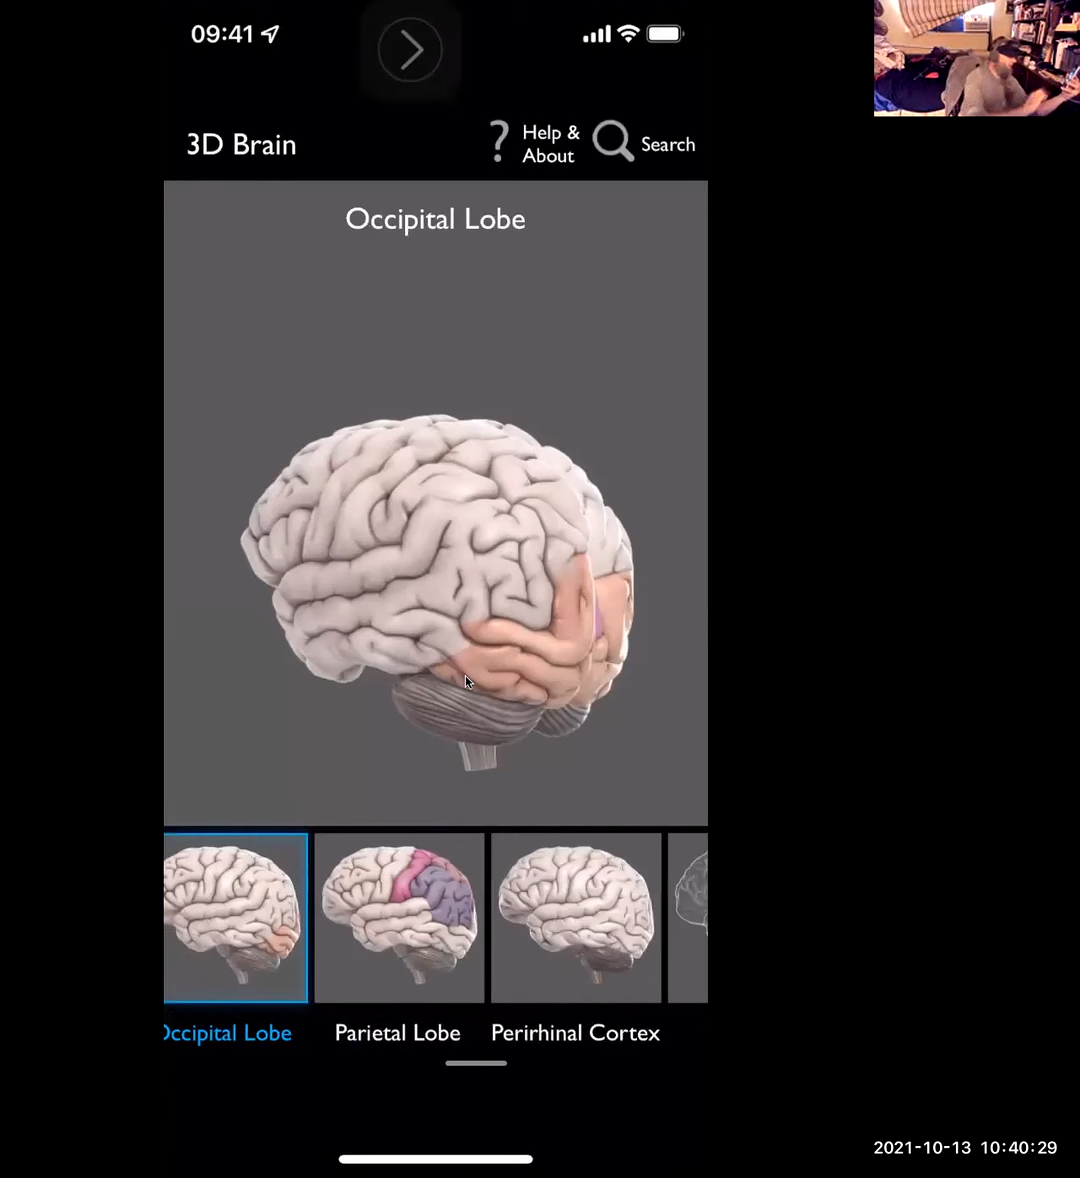 09:41
3D Brain
? Help &
About
Search
Occipital Lobe
Occipital Lobe
Parietal Lobe
Perirhinal Cortex
2021-10-13 10:40:29